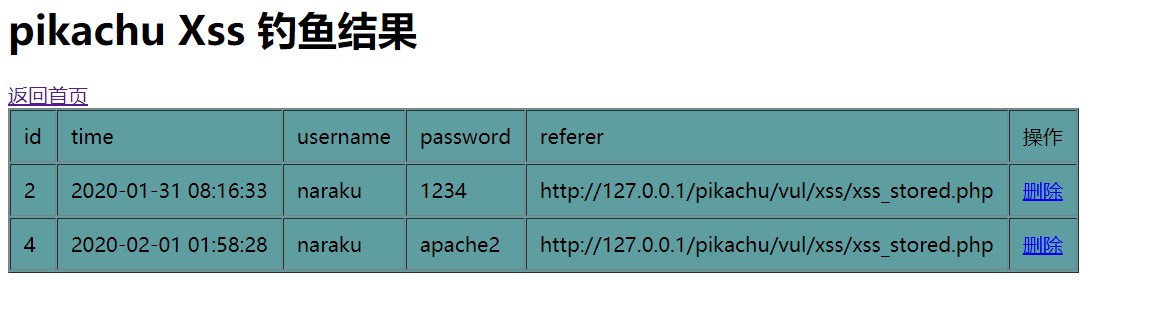 pikachu Xss 钓鱼结果
返回首页
id time username password referer 操作
2 2020-01-31 08:16:33 naraku 1234 http://127.0.0.1/pikachu/vul/xss/xss_stored.php 删除
4 2020-02-01 01:58:28 naraku apache2 http://127.0.0.1/pikachu/vul/xss/xss_stored.php 删除